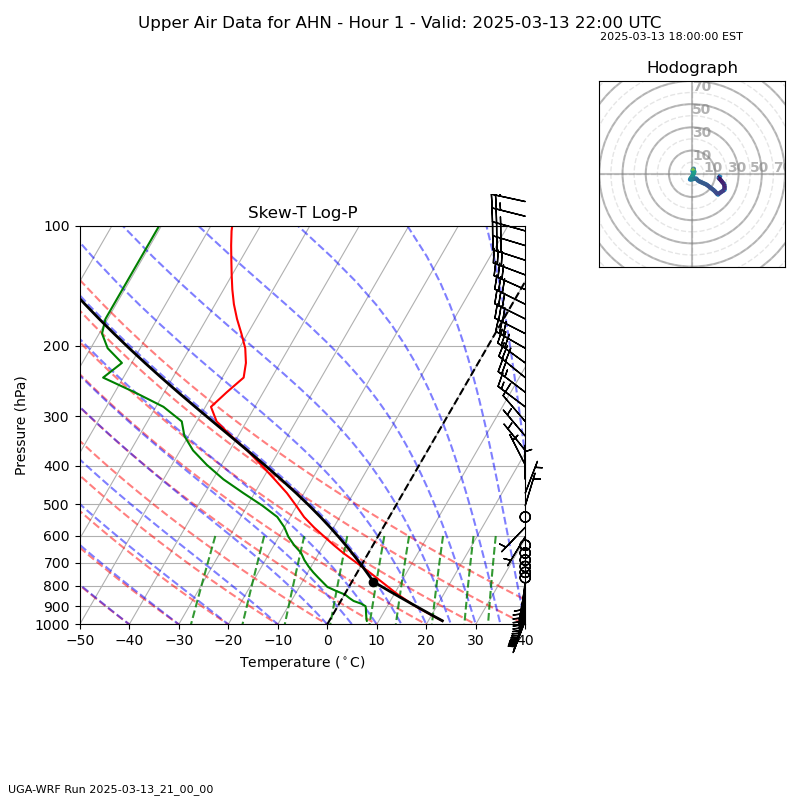 Upper Air Data for AHN - Hour 1 - Valid: 2025-03-13 22:00 UTC
2025-03-13 18:00:00 EST
Hodograph
70
50
30
10
10 30 50 7
Skew-T Log-P
100
200
300
400
500
600
700
800
900
1000
Pressure (hPa)
−50 −40 −30 −20 −10 0 10 20 30 40
Temperature (°C)
UGA-WRF Run 2025-03-13_21_00_00